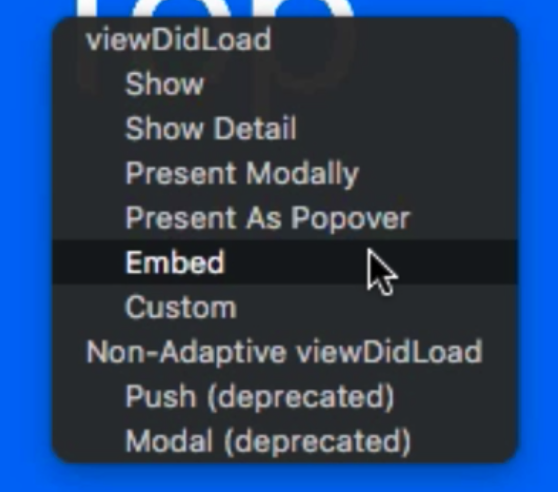 viewDidLoad
Show
Show Detail
Present Modally
Present As Popover
Embed
Custom
Non-Adaptive viewDidLoad
Push (deprecated)
Modal (deprecated)